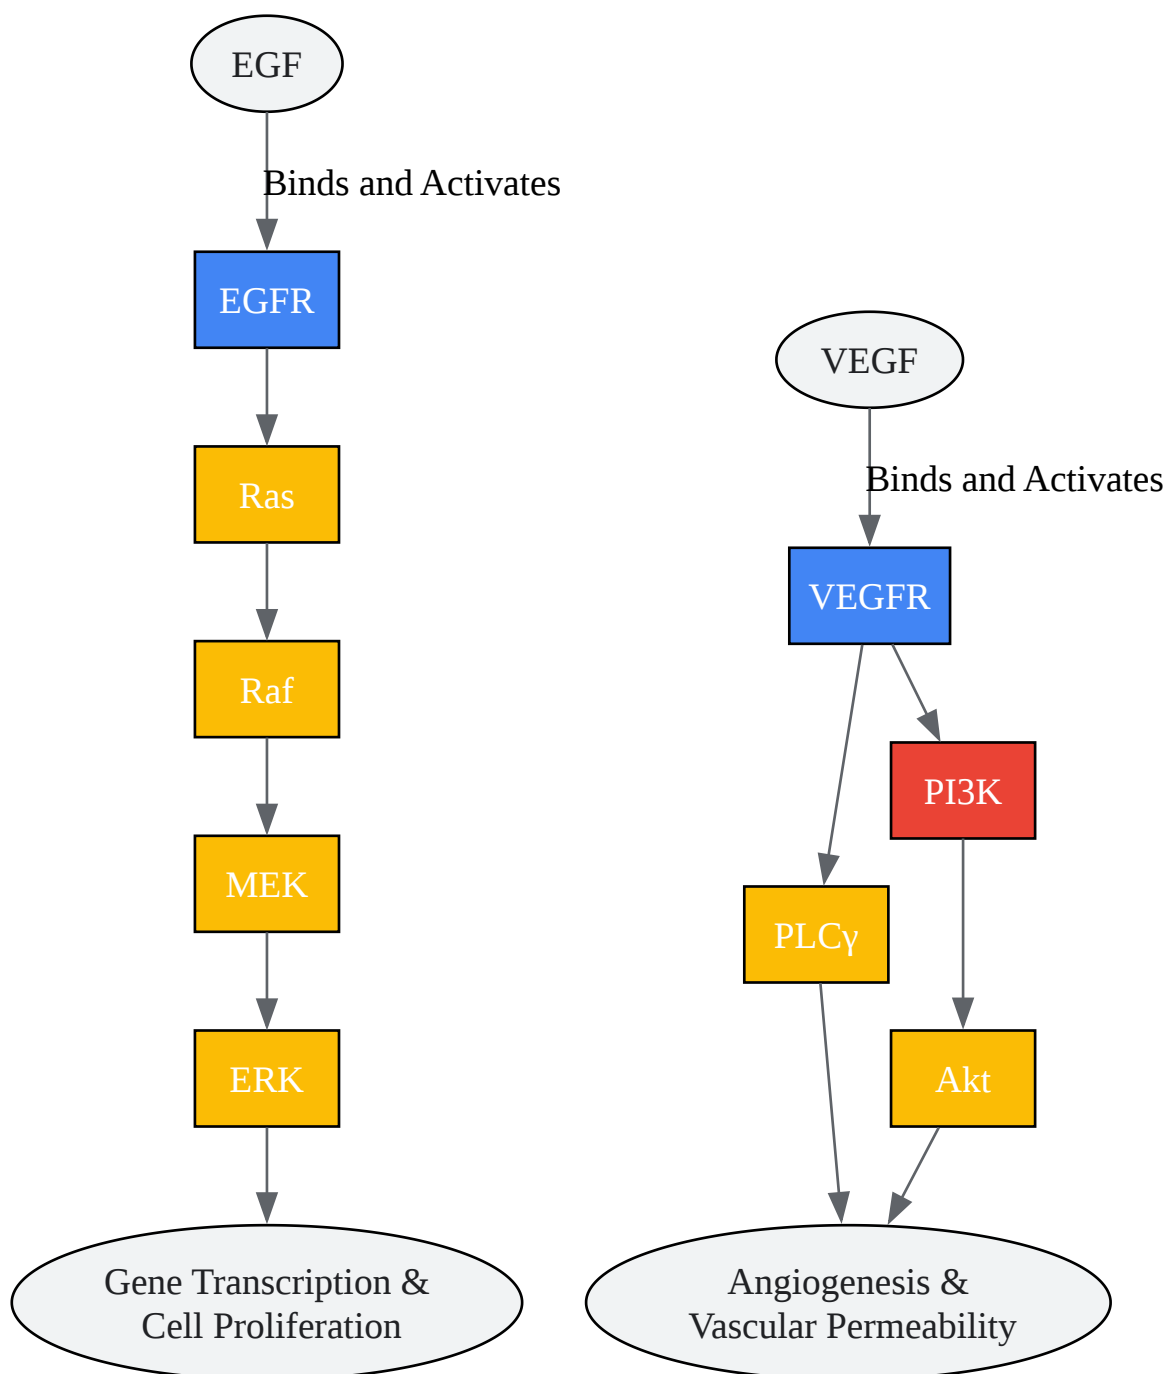 EGF
Binds and Activates
EGFR
Ras
Raf
MEK
ERK
Gene Transcription &
Cell Proliferation
VEGF
Binds and Activates
VEGFR
PI3K
PLCγ
Akt
Angiogenesis &
Vascular Permeability